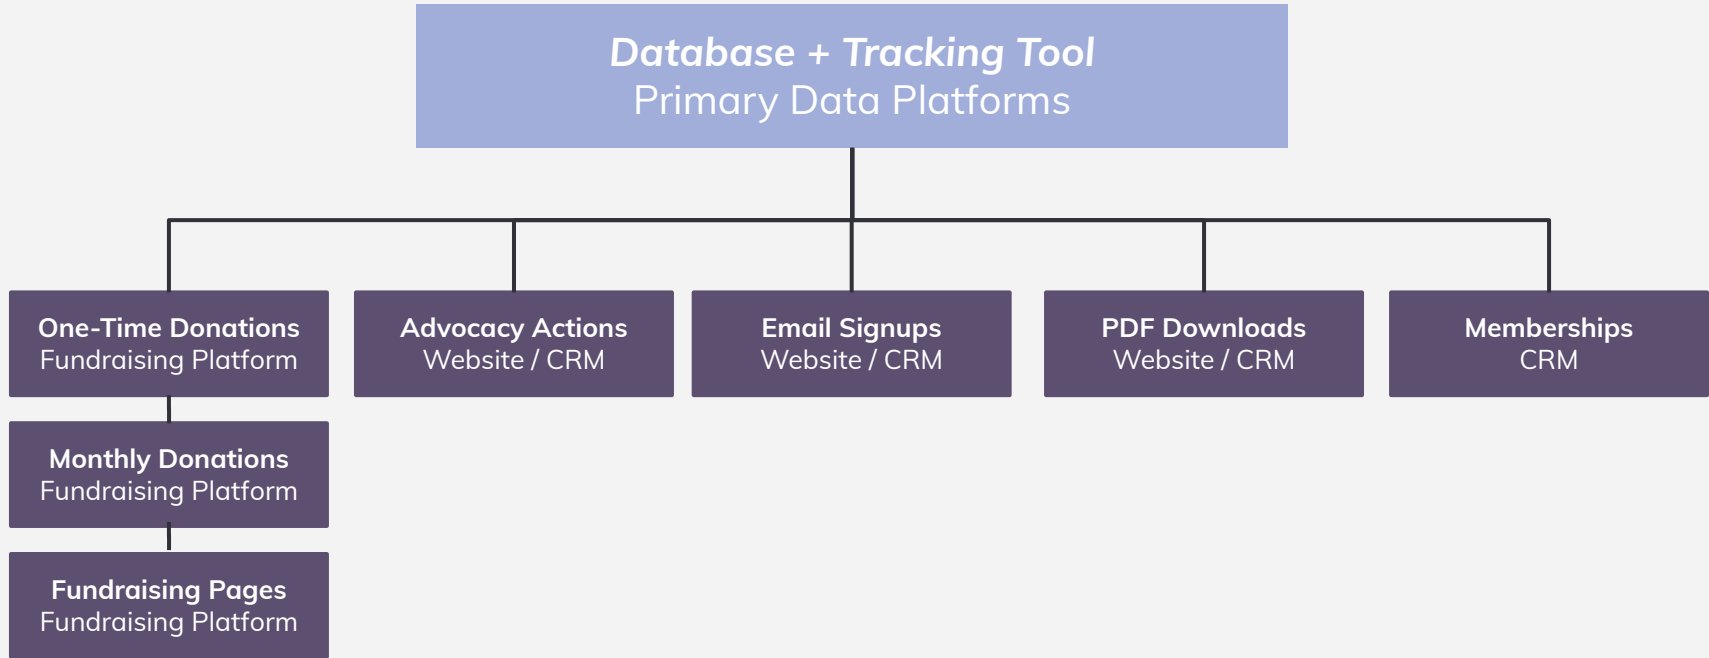 Database + Tracking Tool
Primary Data Platforms
One-Time Donations
Fundraising Platform
Advocacy Actions
Website / CRM
Email Signups
Website / CRM
PDF Downloads
Website / CRM
Memberships
CRM
Monthly Donations
Fundraising Platform
Fundraising Pages
Fundraising Platform